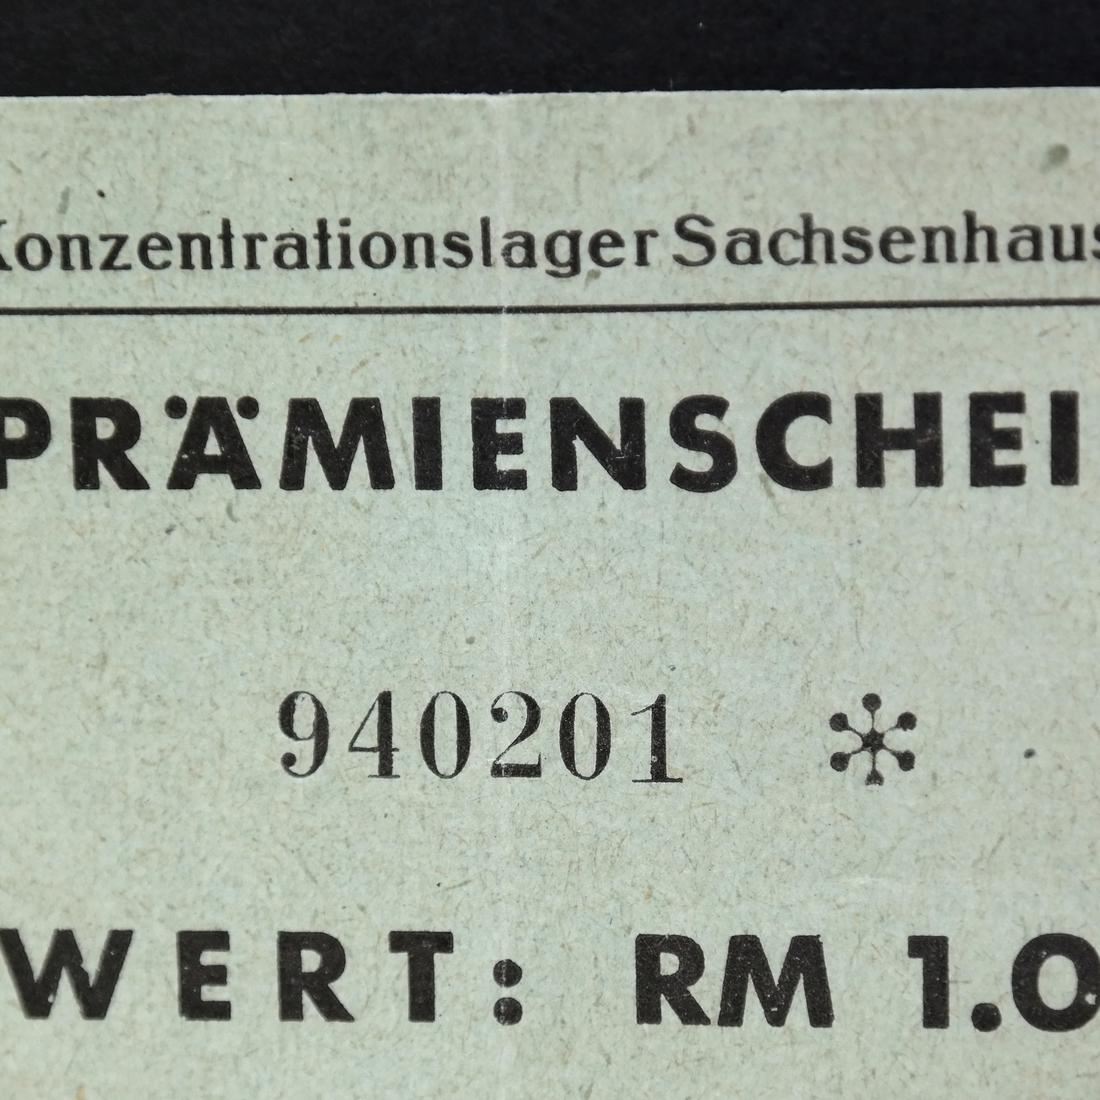 Konzentrationslager Sachsenhaus
PRÄMIENSCHEI
940201 *
WERT: RM 1.0